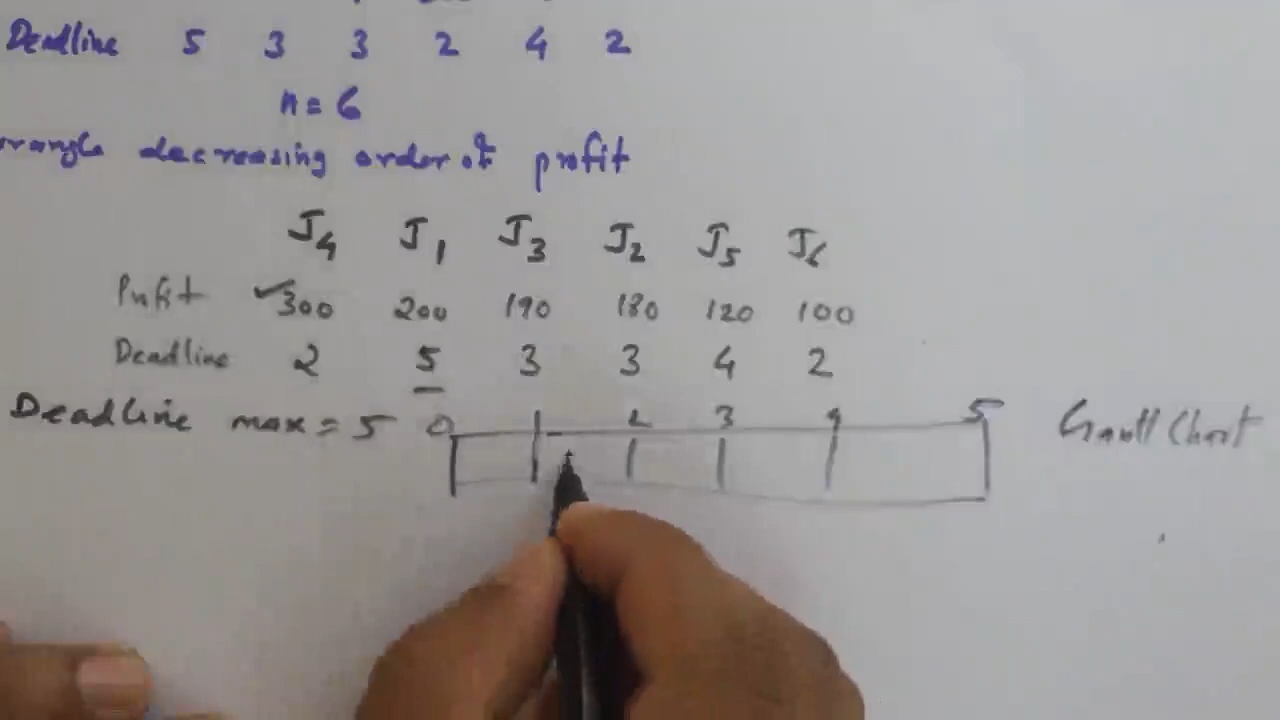 Deadline 5 3 3 2 4 2
n = 6
decreasing order of profit
J4 J1 J3 J2 J5 J6
Profit ✓300 200 190 180 120 100
Deadline 2 5 3 3 4 2
Deadline max = 5 0 1 2 3 4 5 Gantt Chart